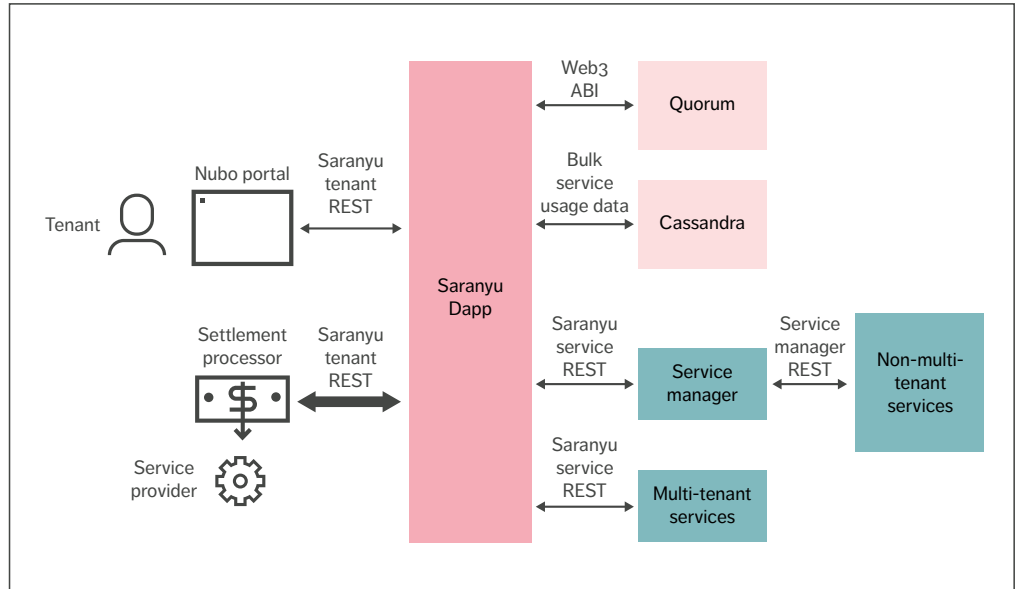 Web3
ABI
Quorum
Saranyu
tenant
REST
Nubo portal
Tenant
Bulk
service
usage data
Cassandra
Saranyu
Dapp
Settlement
processor
Saranyu
tenant
REST
$
Service
provider
Saranyu
service
REST
Service
manager
Service
manager
REST
Non-multi-
tenant
services
Saranyu
service
REST
Multi-tenant
services